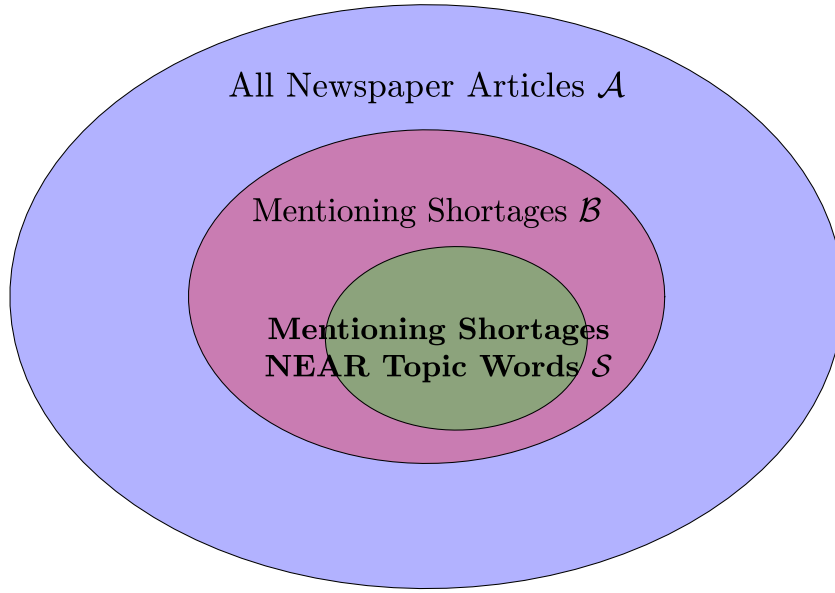 All Newspaper Articles 𝒜
Mentioning Shortages ℬ
Mentioning Shortages
NEAR Topic Words 𝒮